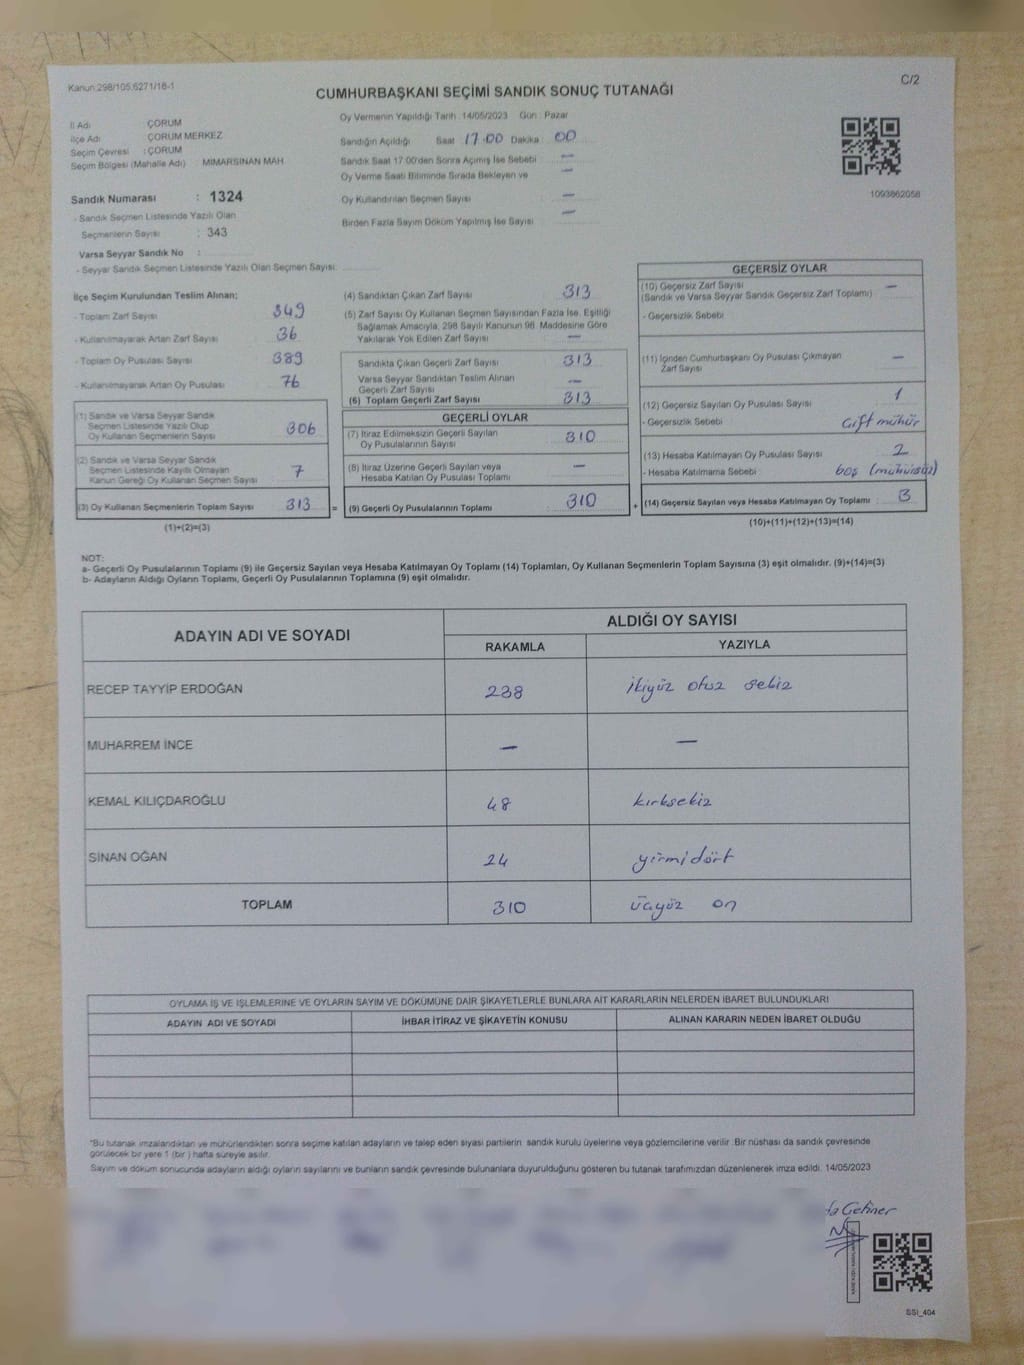 Kanun:298/105.6271/18-1
C/2
CUMHURBAŞKANI SEÇİMİ SANDIK SONUÇ TUTANAĞI
İl Adı : ÇORUM
İlçe Adı : ÇORUM MERKEZ
Seçim Çevresi : ÇORUM
Seçim Bölgesi (Mahalle Adı) : MIMARSINAN MAH
Sandık Numarası : 1324
- Sandık Seçmen Listesinde Yazılı Olan
Seçmenlerin Sayısı : 343
Varsa Seyyar Sandık No :
- Seyyar Sandık Seçmen Listesinde Yazılı Olan Seçmen Sayısı:
Oy Vermenin Yapıldığı Tarih : 14/05/2023 Gün : Pazar
Sandığın Açıldığı Saat 17:00 Dakika : 00
Sandık Saat 17:00'den Sonra Açımış İse Sebebi —
Oy Verme Saati Bitiminde Sırada Bekleyen ve —
Oy Kullandırılan Seçmen Sayısı —
Birden Fazla Sayım Döküm Yapılmış İse Sayısı —
1093862058
İlçe Seçim Kurulundan Teslim Alınan;
- Toplam Zarf Sayısı 349
- Kullanılmayarak Artan Zarf Sayısı 36
- Toplam Oy Pusulası Sayısı 389
- Kullanılmayarak Artan Oy Pusulası 76
(1) Sandık ve Varsa Seyyar Sandık
Seçmen Listesinde Yazılı Olup
Oy Kullanan Seçmenlerin Sayısı 306
(2) Sandık ve Varsa Seyyar Sandık
Seçmen Listesinde Kayıtlı Olmayan
Kanun Gereği Oy Kullanan Seçmen Sayısı 7
(3) Oy Kullanan Seçmenlerin Toplam Sayısı 313 =
(1)+(2)=(3)
(4) Sandıktan Çıkan Zarf Sayısı 313
(5) Zarf Sayısı Oy Kullanan Seçmen Sayısından Fazla İse, Eşitliği
Sağlamak Amacıyla, 298 Sayılı Kanunun 98. Maddesine Göre
Yakılarak Yok Edilen Zarf Sayısı —
Sandıkta Çıkan Geçerli Zarf Sayısı 313
Varsa Seyyar Sandıktan Teslim Alınan
Geçerli Zarf Sayısı —
(6) Toplam Geçerli Zarf Sayısı 313
GEÇERLİ OYLAR
(7) İtiraz Edilmeksizin Geçerli Sayılan
Oy Pusulalarının Sayısı 310
(8) İtiraz Üzerine Geçerli Sayılan veya
Hesaba Katılan Oy Pusulası Toplamı —
(9) Geçerli Oy Pusulalarının Toplamı 310 +
GEÇERSİZ OYLAR
(10) Geçersiz Zarf Sayısı —
(Sandık ve Varsa Seyyar Sandık Geçersiz Zarf Toplamı)
- Geçersizlik Sebebi
(11) İçinden Cumhurbaşkanı Oy Pusulası Çıkmayan
Zarf Sayısı —
(12) Geçersiz Sayılan Oy Pusulası Sayısı 1
- Geçersizlik Sebebi : Çift mühür
(13) Hesaba Katılmayan Oy Pusulası Sayısı 2
- Hesaba Katılmama Sebebi : boş (mühürsüz)
(14) Geçersiz Sayılan veya Hesaba Katılmayan Oy Toplamı : 3
(10)+(11)+(12)+(13)=(14)
NOT:
a- Geçerli Oy Pusulalarının Toplamı (9) ile Geçersiz Sayılan veya Hesaba Katılmayan Oy Toplamı (14) Toplamları, Oy Kullanan Seçmenlerin Toplam Sayısına (3) eşit olmalıdır. (9)+(14)=(3)
b- Adayların Aldığı Oyların Toplamı, Geçerli Oy Pusulalarının Toplamına (9) eşit olmalıdır.
ADAYIN ADI VE SOYADI
ALDIĞI OY SAYISI
RAKAMLA YAZIYLA
RECEP TAYYİP ERDOĞAN 238 ikiyüz otuz sekiz
MUHARREM İNCE — —
KEMAL KILIÇDAROĞLU 48 kırksekiz
SİNAN OĞAN 24 yirmidört
TOPLAM 310 üçyüz on
OYLAMA İŞ VE İŞLEMLERİNE VE OYLARIN SAYIM VE DÖKÜMÜNE DAİR ŞİKAYETLERLE BUNLARA AİT KARARLARIN NELERDEN İBARET BULUNDUKLARI
ADAYIN ADI VE SOYADI İHBAR İTİRAZ VE ŞİKAYETİN KONUSU ALINAN KARARIN NEDEN İBARET OLDUĞU
*Bu tutanak imzalandıktan ve mühürlendikten sonra seçime katılan adayların ve talep eden siyasi partilerin sandık kurulu üyelerine veya gözlemcilerine verilir. Bir nüshası da sandık çevresinde
görülecek bir yere 1 (bir ) hafta süreyle asılır.
Sayım ve döküm sonucunda adayların aldığı oyların sayılarını ve bunların sandık çevresinde bulunanlara duyurulduğunu gösteren bu tutanak tarafımızdan düzenlenerek imza edildi. 14/05/2023
SSI_404